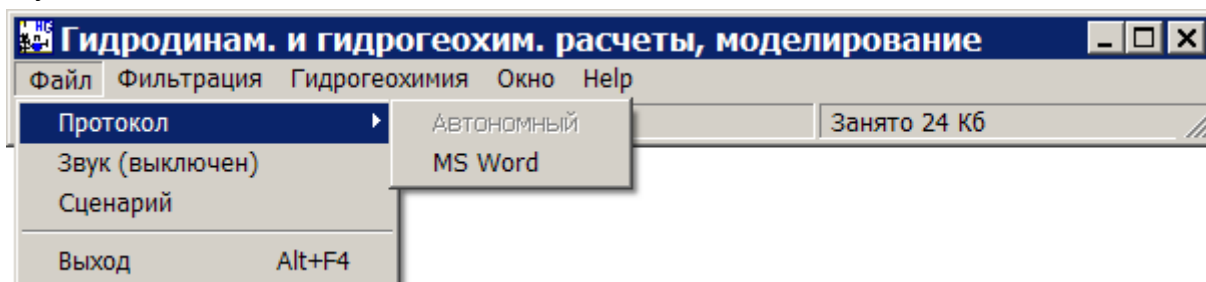 Гидродинам. и гидрогеохим. расчеты, моделирование
Файл Фильтрация Гидрогеохимия Окно Help
Протокол Автономный Занято 24 Кб
Звук (выключен) MS Word
Сценарий
Выход Alt+F4